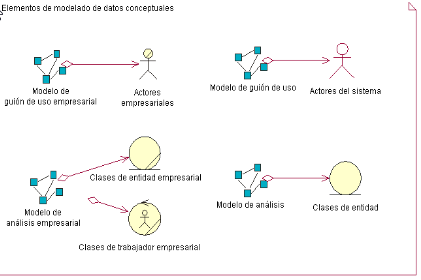 Elementos de modelado de datos conceptuales
Modelo de
guión de uso empresarial
Actores
empresariales
Modelo de guión de uso
Actores del sistema
Clases de entidad empresarial
Modelo de
análisis empresarial
Clases de trabajador empresarial
Modelo de análisis
Clases de entidad